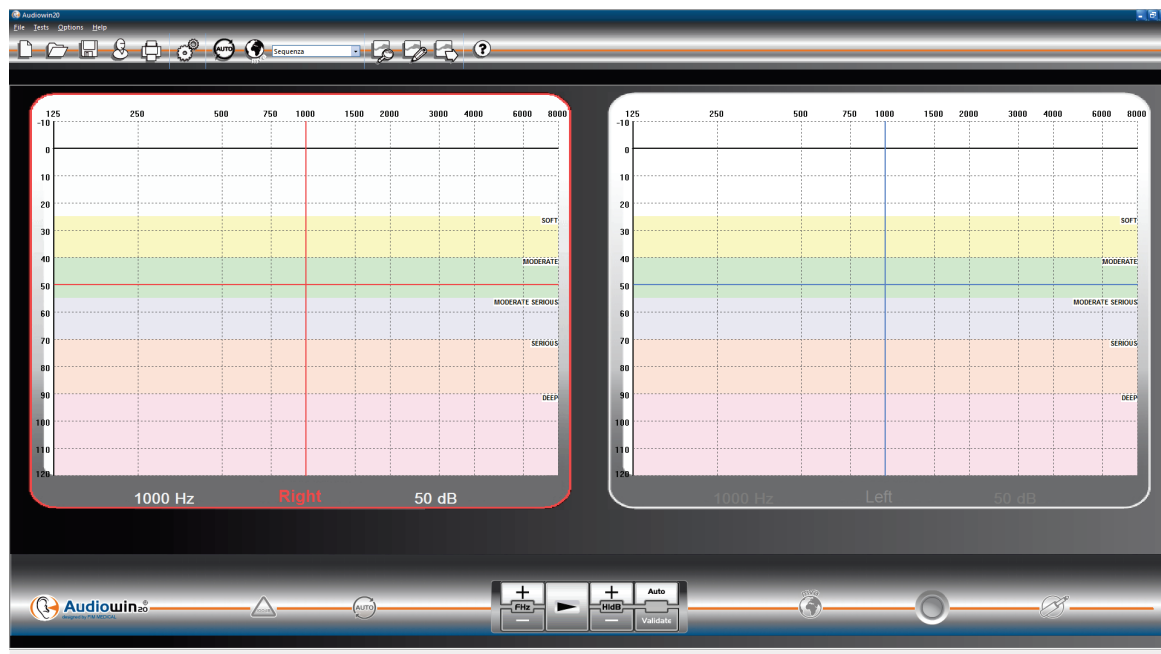 Audiowin20
File Tests Options Help
AUTO Sequenza ?
125 250 500 750 1000 1500 2000 3000 4000 6000 8000
-10
0
10
20
SOFT
30
40
MODERATE
50
MODERATE SERIOUS
60
70
SERIOUS
80
90
DEEP
100
110
120
1000 Hz Right 50 dB
125 250 500 750 1000 1500 2000 3000 4000 6000 8000
-10
0
10
20
SOFT
30
40
MODERATE
50
MODERATE SERIOUS
60
70
SERIOUS
80
90
DEEP
100
110
120
1000 Hz Left 50 dB
Audiowin20
designed by FIM MEDICAL
AUTO
+ + Auto
FHz HldB
- - Validate